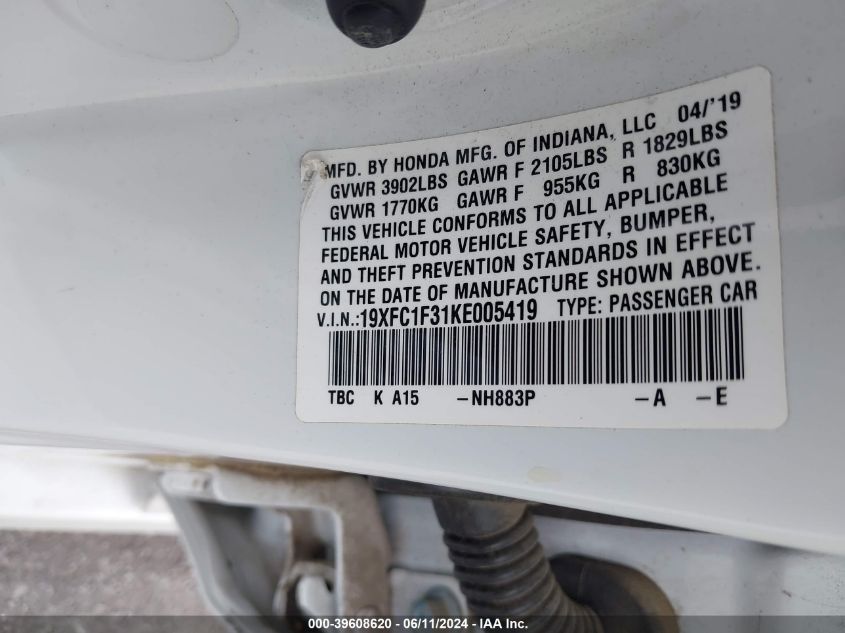 MFD. BY HONDA MFG. OF INDIANA, LLC 04/'19
GVWR 3902LBS GAWR F 2105LBS R 1829LBS
GVWR 1770KG GAWR F 955KG R 830KG
THIS VEHICLE CONFORMS TO ALL APPLICABLE
FEDERAL MOTOR VEHICLE SAFETY, BUMPER,
AND THEFT PREVENTION STANDARDS IN EFFECT
ON THE DATE OF MANUFACTURE SHOWN ABOVE.
V.I.N.:19XFC1F31KE005419 TYPE: PASSENGER CAR
TBC K A15 -NH883P -A -E
000-39608620 - 06/11/2024 - IAA Inc.